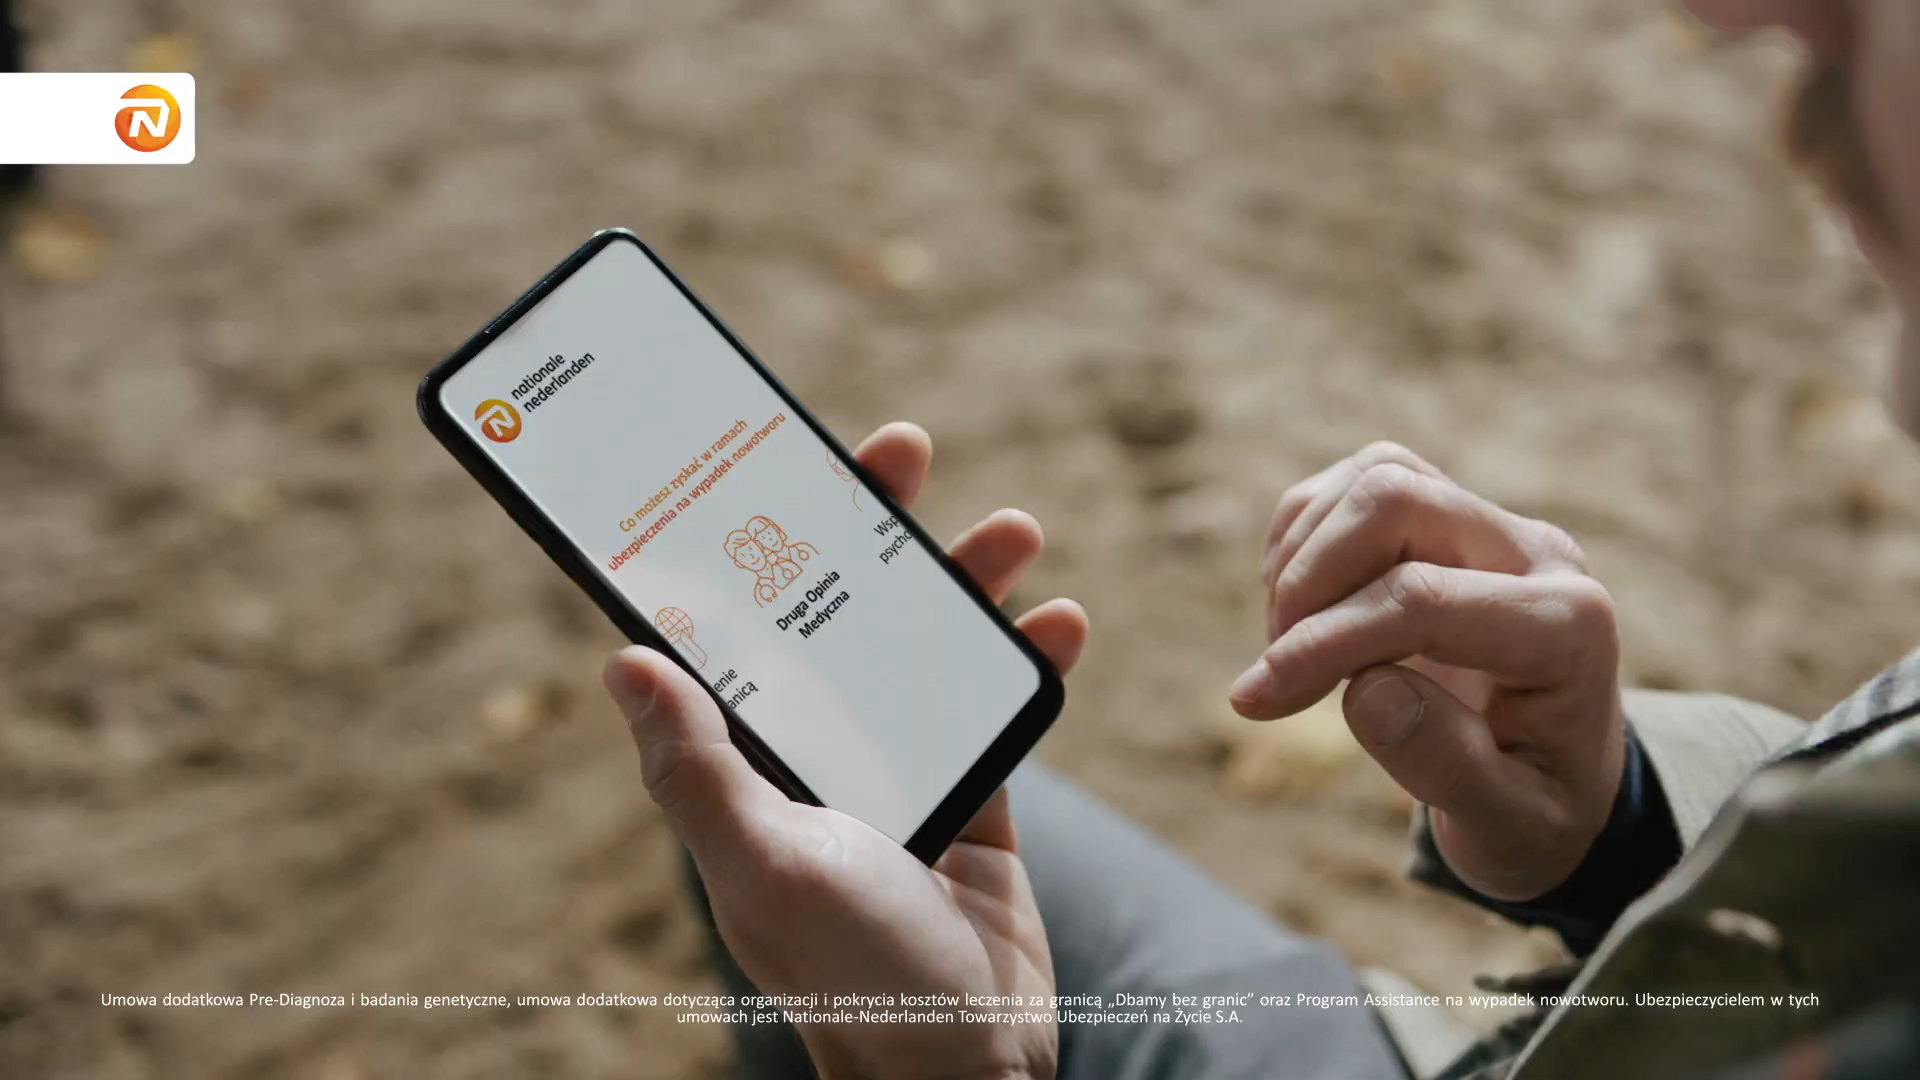 nationale
nederlanden
Co możesz zyskać w ramach
ubezpieczenia na wypadek nowotworu
Druga Opinia
Medyczna
Umowa dodatkowa Pre-Diagnoza i badania genetyczne, umowa dodatkowa dotycząca organizacji i pokrycia kosztów leczenia za granicą „Dbamy bez granic” oraz Program Assistance na wypadek nowotworu. Ubezpieczycielem w tych
umowach jest Nationale-Nederlanden Towarzystwo Ubezpieczeń na Życie S.A.